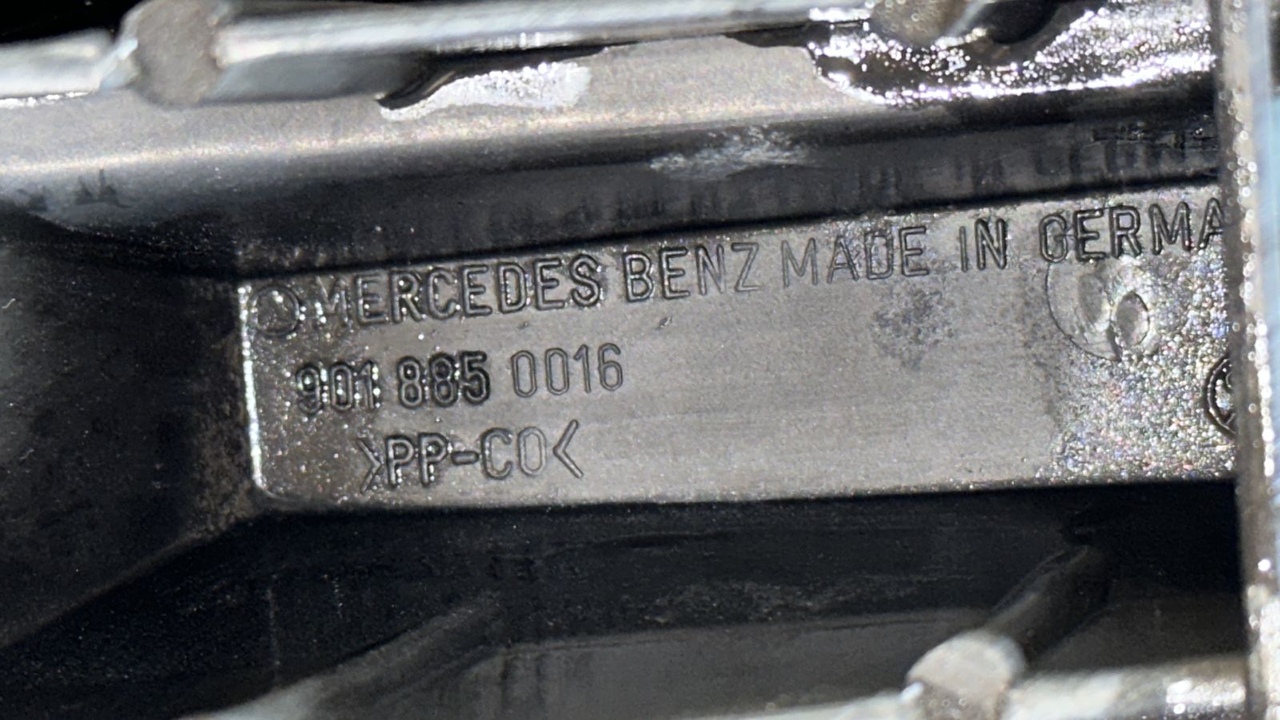 MERCEDES BENZ MADE IN GERMA
901 885 0016
>PP-CO<